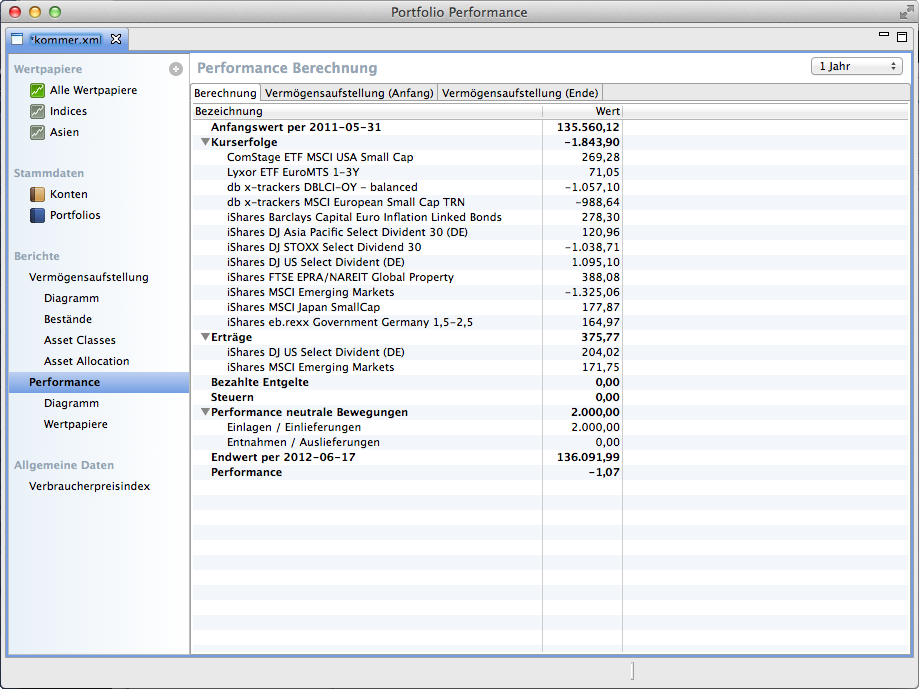 Portfolio Performance
*kommer.xml
Wertpapiere
Alle Wertpapiere
Indices
Asien
Stammdaten
Konten
Portfolios
Berichte
Vermögensaufstellung
Diagramm
Bestände
Asset Classes
Asset Allocation
Performance
Diagramm
Wertpapiere
Allgemeine Daten
Verbraucherpreisindex
Performance Berechnung
1 Jahr
Berechnung Vermögensaufstellung (Anfang) Vermögensaufstellung (Ende)
Bezeichnung Wert
Anfangswert per 2011-05-31 135.560,12
Kurserfolge -1.843,90
ComStage ETF MSCI USA Small Cap 269,28
Lyxor ETF EuroMTS 1-3Y 71,05
db x-trackers DBLCI-OY - balanced -1.057,10
db x-trackers MSCI European Small Cap TRN -988,64
iShares Barclays Capital Euro Inflation Linked Bonds 278,30
iShares DJ Asia Pacific Select Divident 30 (DE) 120,96
iShares DJ STOXX Select Dividend 30 -1.038,71
iShares DJ US Select Divident (DE) 1.095,10
iShares FTSE EPRA/NAREIT Global Property 388,08
iShares MSCI Emerging Markets -1.325,06
iShares MSCI Japan SmallCap 177,87
iShares eb.rexx Government Germany 1,5-2,5 164,97
Erträge 375,77
iShares DJ US Select Divident (DE) 204,02
iShares MSCI Emerging Markets 171,75
Bezahlte Entgelte 0,00
Steuern 0,00
Performance neutrale Bewegungen 2.000,00
Einlagen / Einlieferungen 2.000,00
Entnahmen / Auslieferungen 0,00
Endwert per 2012-06-17 136.091,99
Performance -1,07